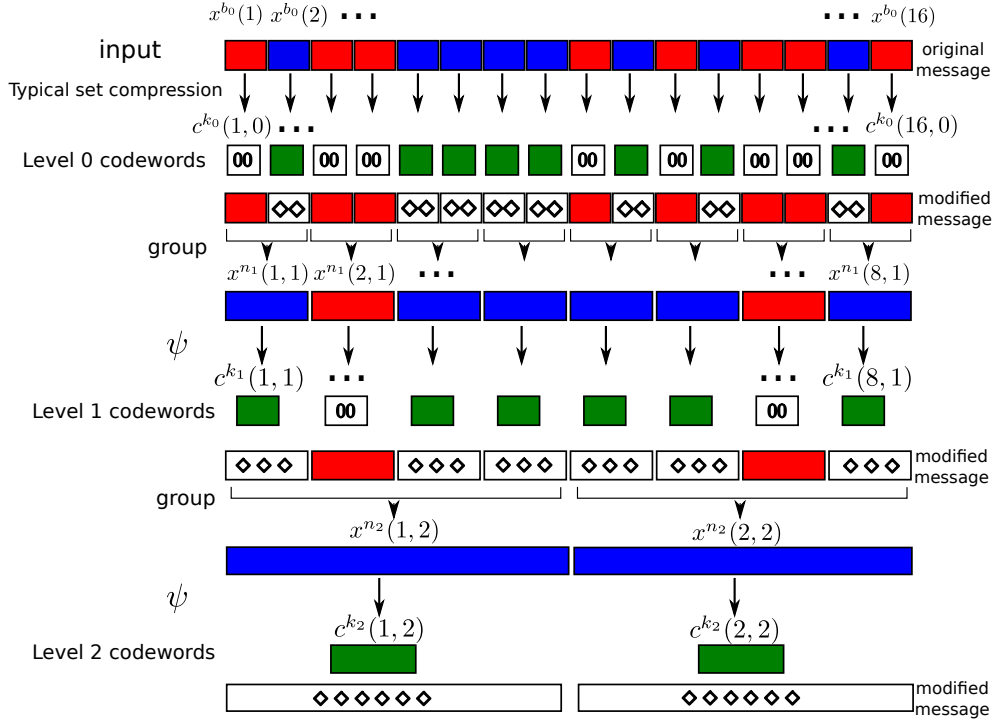 x^{b_0}(1) x^{b_0}(2) ... ... x^{b_0}(16)
input
original message
Typical set compression
c^{k_0}(1, 0) ... ... c^{k_0}(16, 0)
Level 0 codewords
00 00 00 00 00 00 00 00
modified message
group
x^{n_1}(1, 1) x^{n_1}(2, 1) ... ... x^{n_1}(8, 1)
ψ
c^{k_1}(1, 1) ... ... c^{k_1}(8, 1)
Level 1 codewords
00 00
modified message
group
x^{n_2}(1, 2) x^{n_2}(2, 2)
ψ
c^{k_2}(1, 2) c^{k_2}(2, 2)
Level 2 codewords
modified message